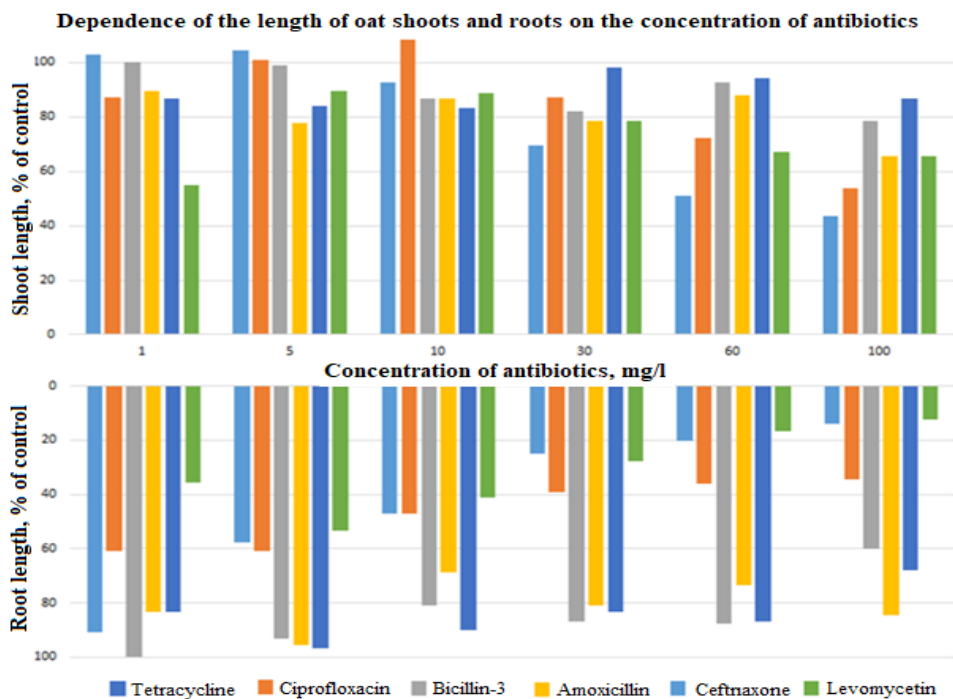 Dependence of the length of oat shoots and roots on the concentration of antibiotics
Shoot length, % of control
100
80
60
40
20
0
1 5 10 30 60 100
Concentration of antibiotics, mg/l
Root length, % of control
0
20
40
60
80
100
Tetracycline Ciprofloxacin Bicillin-3 Amoxicillin Ceftriaxone Levomycetin